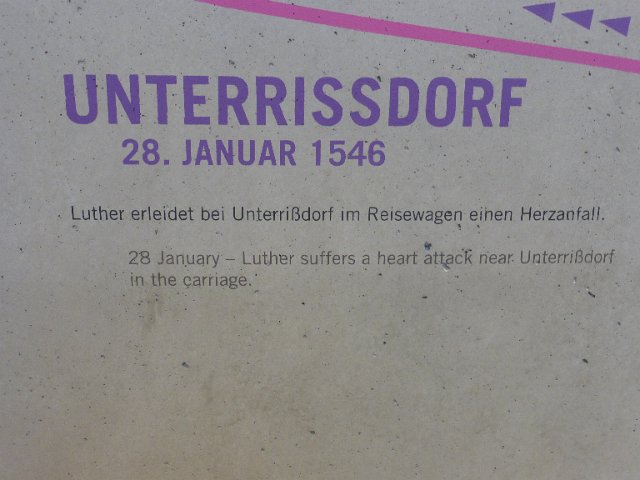 UNTERRISSDORF
28. JANUAR 1546
Luther erleidet bei Unterrißdorf im Reisewagen einen Herzanfall.
28 January – Luther suffers a heart attack near Unterrißdorf
in the carriage.